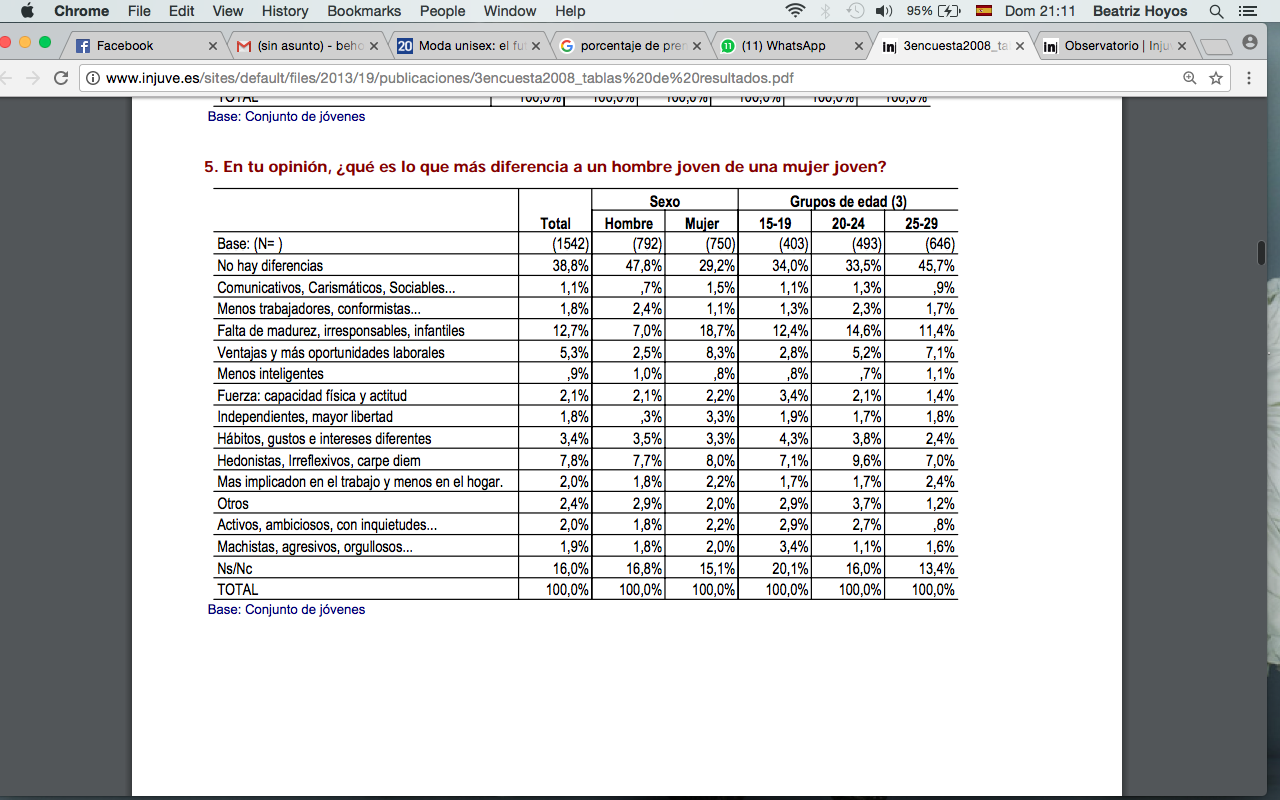 Chrome File Edit View History Bookmarks People Window Help 95% Dom 21:11 Beatriz Hoyos
Facebook (sin asunto) - beho 20 Moda unisex: el fu porcentaje de pren (11) WhatsApp 3encuesta2008_ta Observatorio | Inju
www.injuve.es/sites/default/files/2013/19/publicaciones/3encuesta2008_tablas%20de%20resultados.pdf
TOTAL 100,0% 100,0% 100,0% 100,0% 100,0% 100,0%
Base: Conjunto de jóvenes
5. En tu opinión, ¿qué es lo que más diferencia a un hombre joven de una mujer joven?
Sexo Grupos de edad (3)
Total Hombre Mujer 15-19 20-24 25-29
Base: (N= ) (1542) (792) (750) (403) (493) (646)
No hay diferencias 38,8% 47,8% 29,2% 34,0% 33,5% 45,7%
Comunicativos, Carismáticos, Sociables... 1,1% ,7% 1,5% 1,1% 1,3% ,9%
Menos trabajadores, conformistas... 1,8% 2,4% 1,1% 1,3% 2,3% 1,7%
Falta de madurez, irresponsables, infantiles 12,7% 7,0% 18,7% 12,4% 14,6% 11,4%
Ventajas y más oportunidades laborales 5,3% 2,5% 8,3% 2,8% 5,2% 7,1%
Menos inteligentes ,9% 1,0% ,8% ,8% ,7% 1,1%
Fuerza: capacidad física y actitud 2,1% 2,1% 2,2% 3,4% 2,1% 1,4%
Independientes, mayor libertad 1,8% ,3% 3,3% 1,9% 1,7% 1,8%
Hábitos, gustos e intereses diferentes 3,4% 3,5% 3,3% 4,3% 3,8% 2,4%
Hedonistas, Irreflexivos, carpe diem 7,8% 7,7% 8,0% 7,1% 9,6% 7,0%
Mas implicadon en el trabajo y menos en el hogar. 2,0% 1,8% 2,2% 1,7% 1,7% 2,4%
Otros 2,4% 2,9% 2,0% 2,9% 3,7% 1,2%
Activos, ambiciosos, con inquietudes... 2,0% 1,8% 2,2% 2,9% 2,7% ,8%
Machistas, agresivos, orgullosos... 1,9% 1,8% 2,0% 3,4% 1,1% 1,6%
Ns/Nc 16,0% 16,8% 15,1% 20,1% 16,0% 13,4%
TOTAL 100,0% 100,0% 100,0% 100,0% 100,0% 100,0%
Base: Conjunto de jóvenes